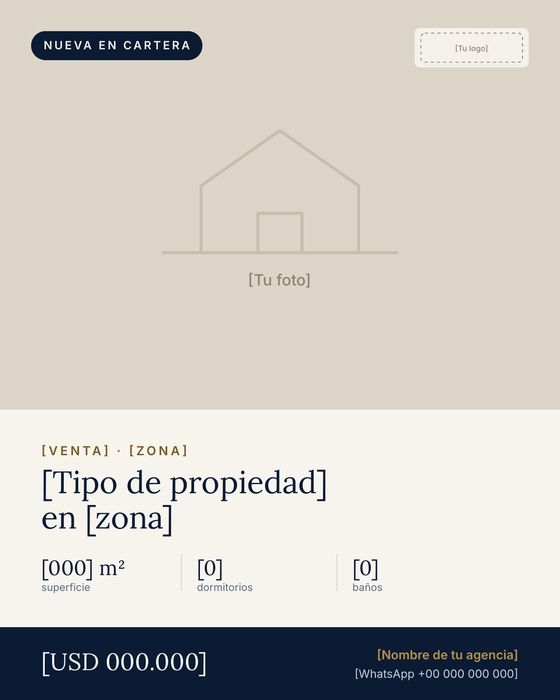 NUEVA EN CARTERA
[Tu logo]
[Tu foto]
[VENTA] · [ZONA]
[Tipo de propiedad]
en [zona]
[000] m²
superficie
[0]
dormitorios
[0]
baños
[USD 000.000]
[Nombre de tu agencia]
[WhatsApp +00 000 000 000]